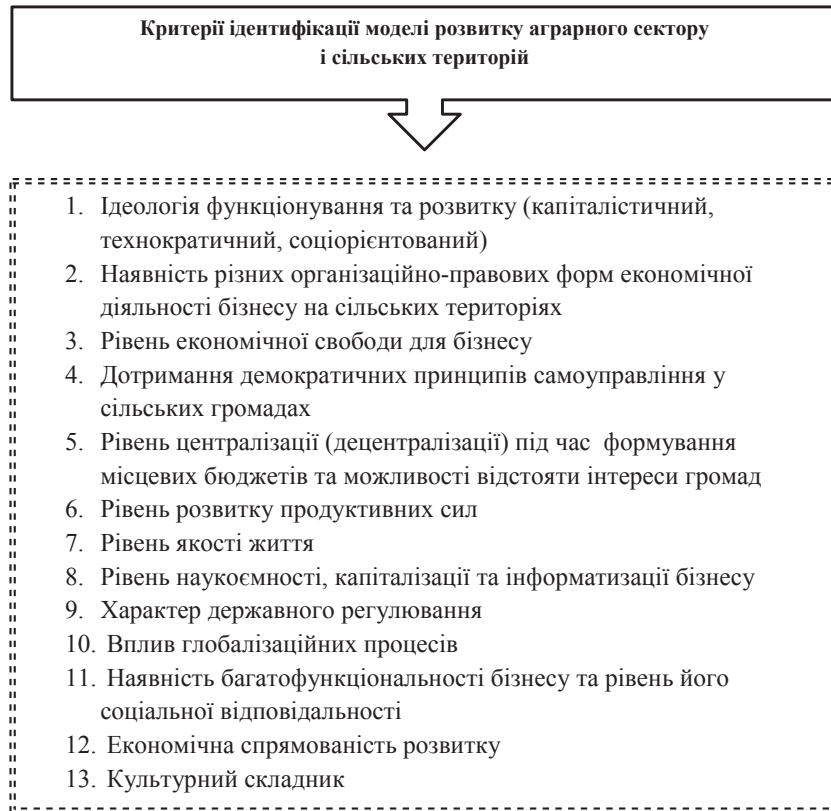 Критерії ідентифікації моделі розвитку аграрного сектору
і сільських територій
1. Ідеологія функціонування та розвитку (капіталістичний,
технократичний, соціорієнтований)
2. Наявність різних організаційно-правових форм економічної
діяльності бізнесу на сільських територіях
3. Рівень економічної свободи для бізнесу
4. Дотримання демократичних принципів самоуправління у
сільських громадах
5. Рівень централізації (децентралізації) під час формування
місцевих бюджетів та можливості відстояти інтереси громад
6. Рівень розвитку продуктивних сил
7. Рівень якості життя
8. Рівень наукоємності, капіталізації та інформатизації бізнесу
9. Характер державного регулювання
10. Вплив глобалізаційних процесів
11. Наявність багатофункціональності бізнесу та рівень його
соціальної відповідальності
12. Економічна спрямованість розвитку
13. Культурний складник